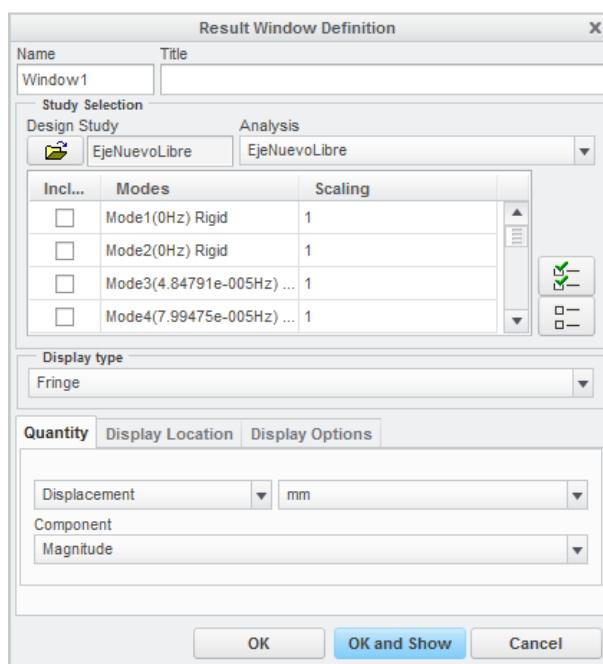 Result Window Definition
Name Title
Window1
Study Selection
Design Study Analysis
EjeNuevoLibre EjeNuevoLibre
Incl... Modes Scaling
Mode1(0Hz) Rigid 1
Mode2(0Hz) Rigid 1
Mode3(4.84791e-005Hz) ... 1
Mode4(7.99475e-005Hz) ... 1
Display type
Fringe
Quantity Display Location Display Options
Displacement mm
Component
Magnitude
OK OK and Show Cancel